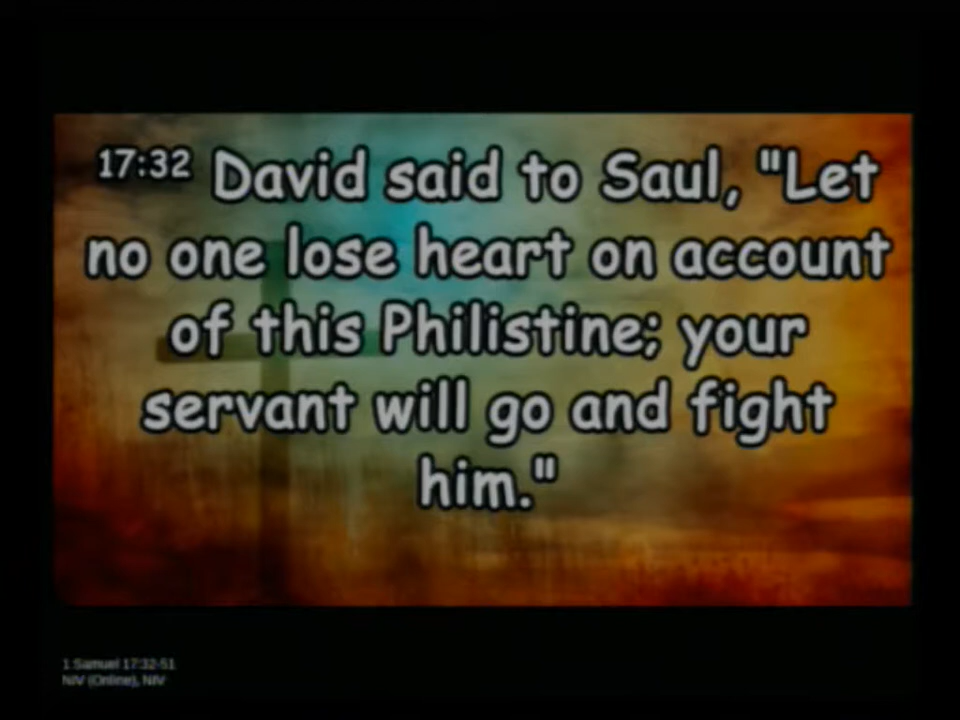 17:32 David said to Saul, "Let
no one lose heart on account
of this Philistine; your
servant will go and fight
him."
1 Samuel 17:32-51
NIV (Online), NIV